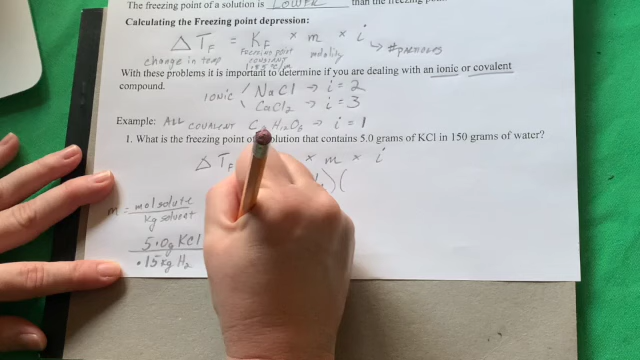 The freezing point of a solution is LOWER than the freezing
Calculating the Freezing point depression:
ΔTF = KF × m × i → # particles
change in temp Freezing point constant molality
With these problems it is important to determine if you are dealing with an ionic or covalent
compound.
IONIC NaCl → i = 2
CaCl2 → i = 3
Example: ALL COVALENT C6H12O6 → i = 1
1. What is the freezing point of solution that contains 5.0 grams of KCl in 150 grams of water?
ΔTF × m × i
)(
m = mol solute
kg solvent
5.0g KCl
.15 kg H2